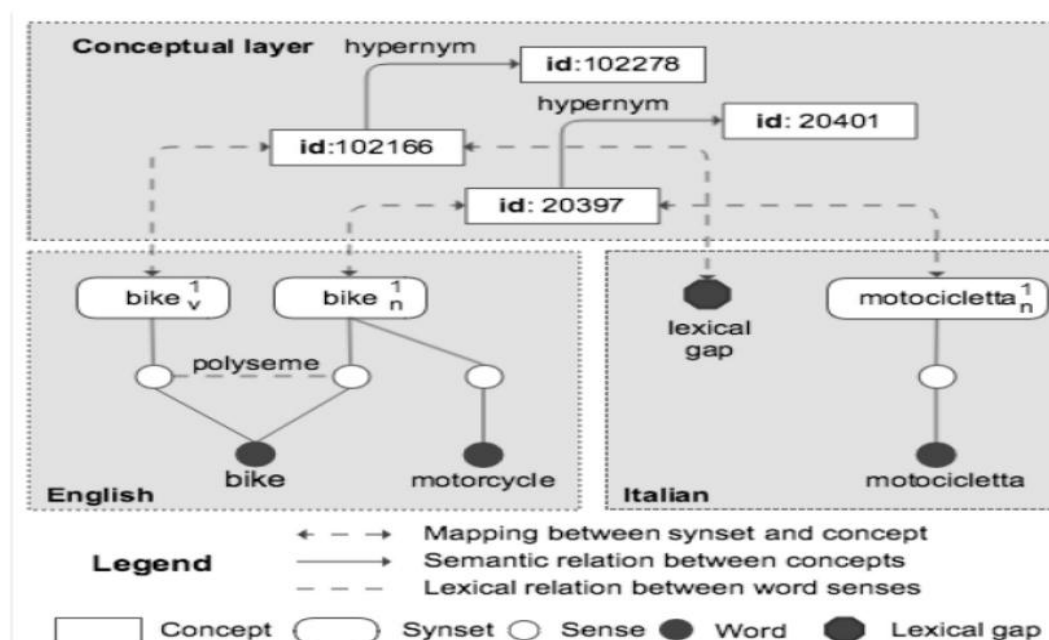 Conceptual layer
hypernym
id:102278
hypernym
id: 20401
id:102166
id: 20397
bike 1 v
bike 1 n
polyseme
bike
motorcycle
English
lexical
gap
motocicletta 1 n
motocicletta
Italian
Legend
Mapping between synset and concept
Semantic relation between concepts
Lexical relation between word senses
Concept
Synset
Sense
Word
Lexical gap